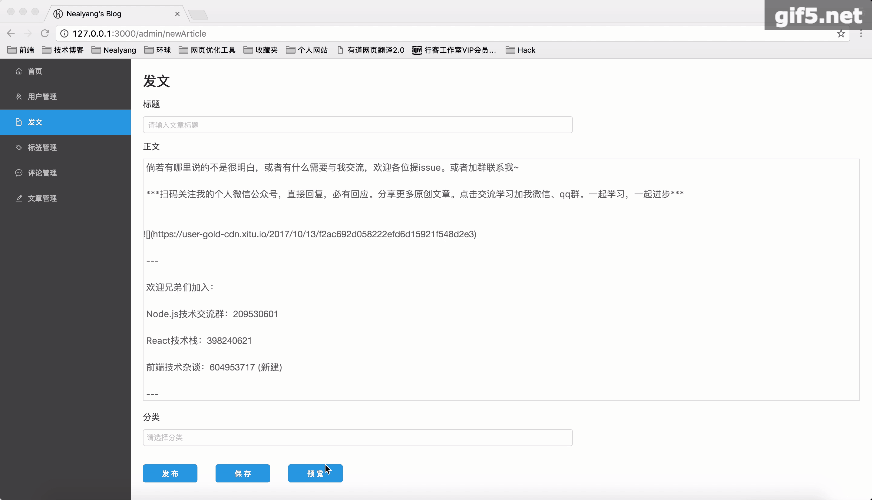 Nealyang's Blog
gif5.net
127.0.0.1:3000/admin/newArticle
前端 技术博客 Nealyang 环球 网页优化工具 收藏夹 个人网站 有道网页翻译2.0 行客工作室VIP会员... Hack
首页
用户管理
发文
标签管理
评论管理
文章管理
发文
标题
请输入文章标题
正文
倘若有哪里说的不是很明白，或者有什么需要与我交流，欢迎各位提issue。或者加群联系我~
***扫码关注我的个人微信公众号，直接回复，必有回应。分享更多原创文章。点击交流学习加我微信、qq群。一起学习，一起进步***
![](https://user-gold-cdn.xitu.io/2017/10/13/f2ac692d058222efd6d15921f548d2e3)
---
欢迎兄弟们加入：
Node.js技术交流群：209530601
React技术栈：398240621
前端技术杂谈：604953717 (新建)
---
分类
请选择分类
发布 保存 预览